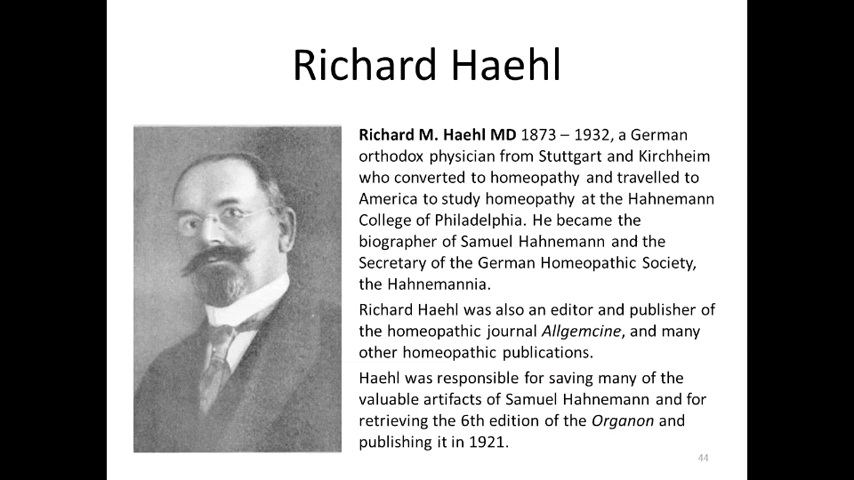 Richard Haehl
Richard M. Haehl MD 1873 – 1932, a German
orthodox physician from Stuttgart and Kirchheim
who converted to homeopathy and travelled to
America to study homeopathy at the Hahnemann
College of Philadelphia. He became the
biographer of Samuel Hahnemann and the
Secretary of the German Homeopathic Society,
the Hahnemannia.
Richard Haehl was also an editor and publisher of
the homeopathic journal Allgemcine, and many
other homeopathic publications.
Haehl was responsible for saving many of the
valuable artifacts of Samuel Hahnemann and for
retrieving the 6th edition of the Organon and
publishing it in 1921.
44